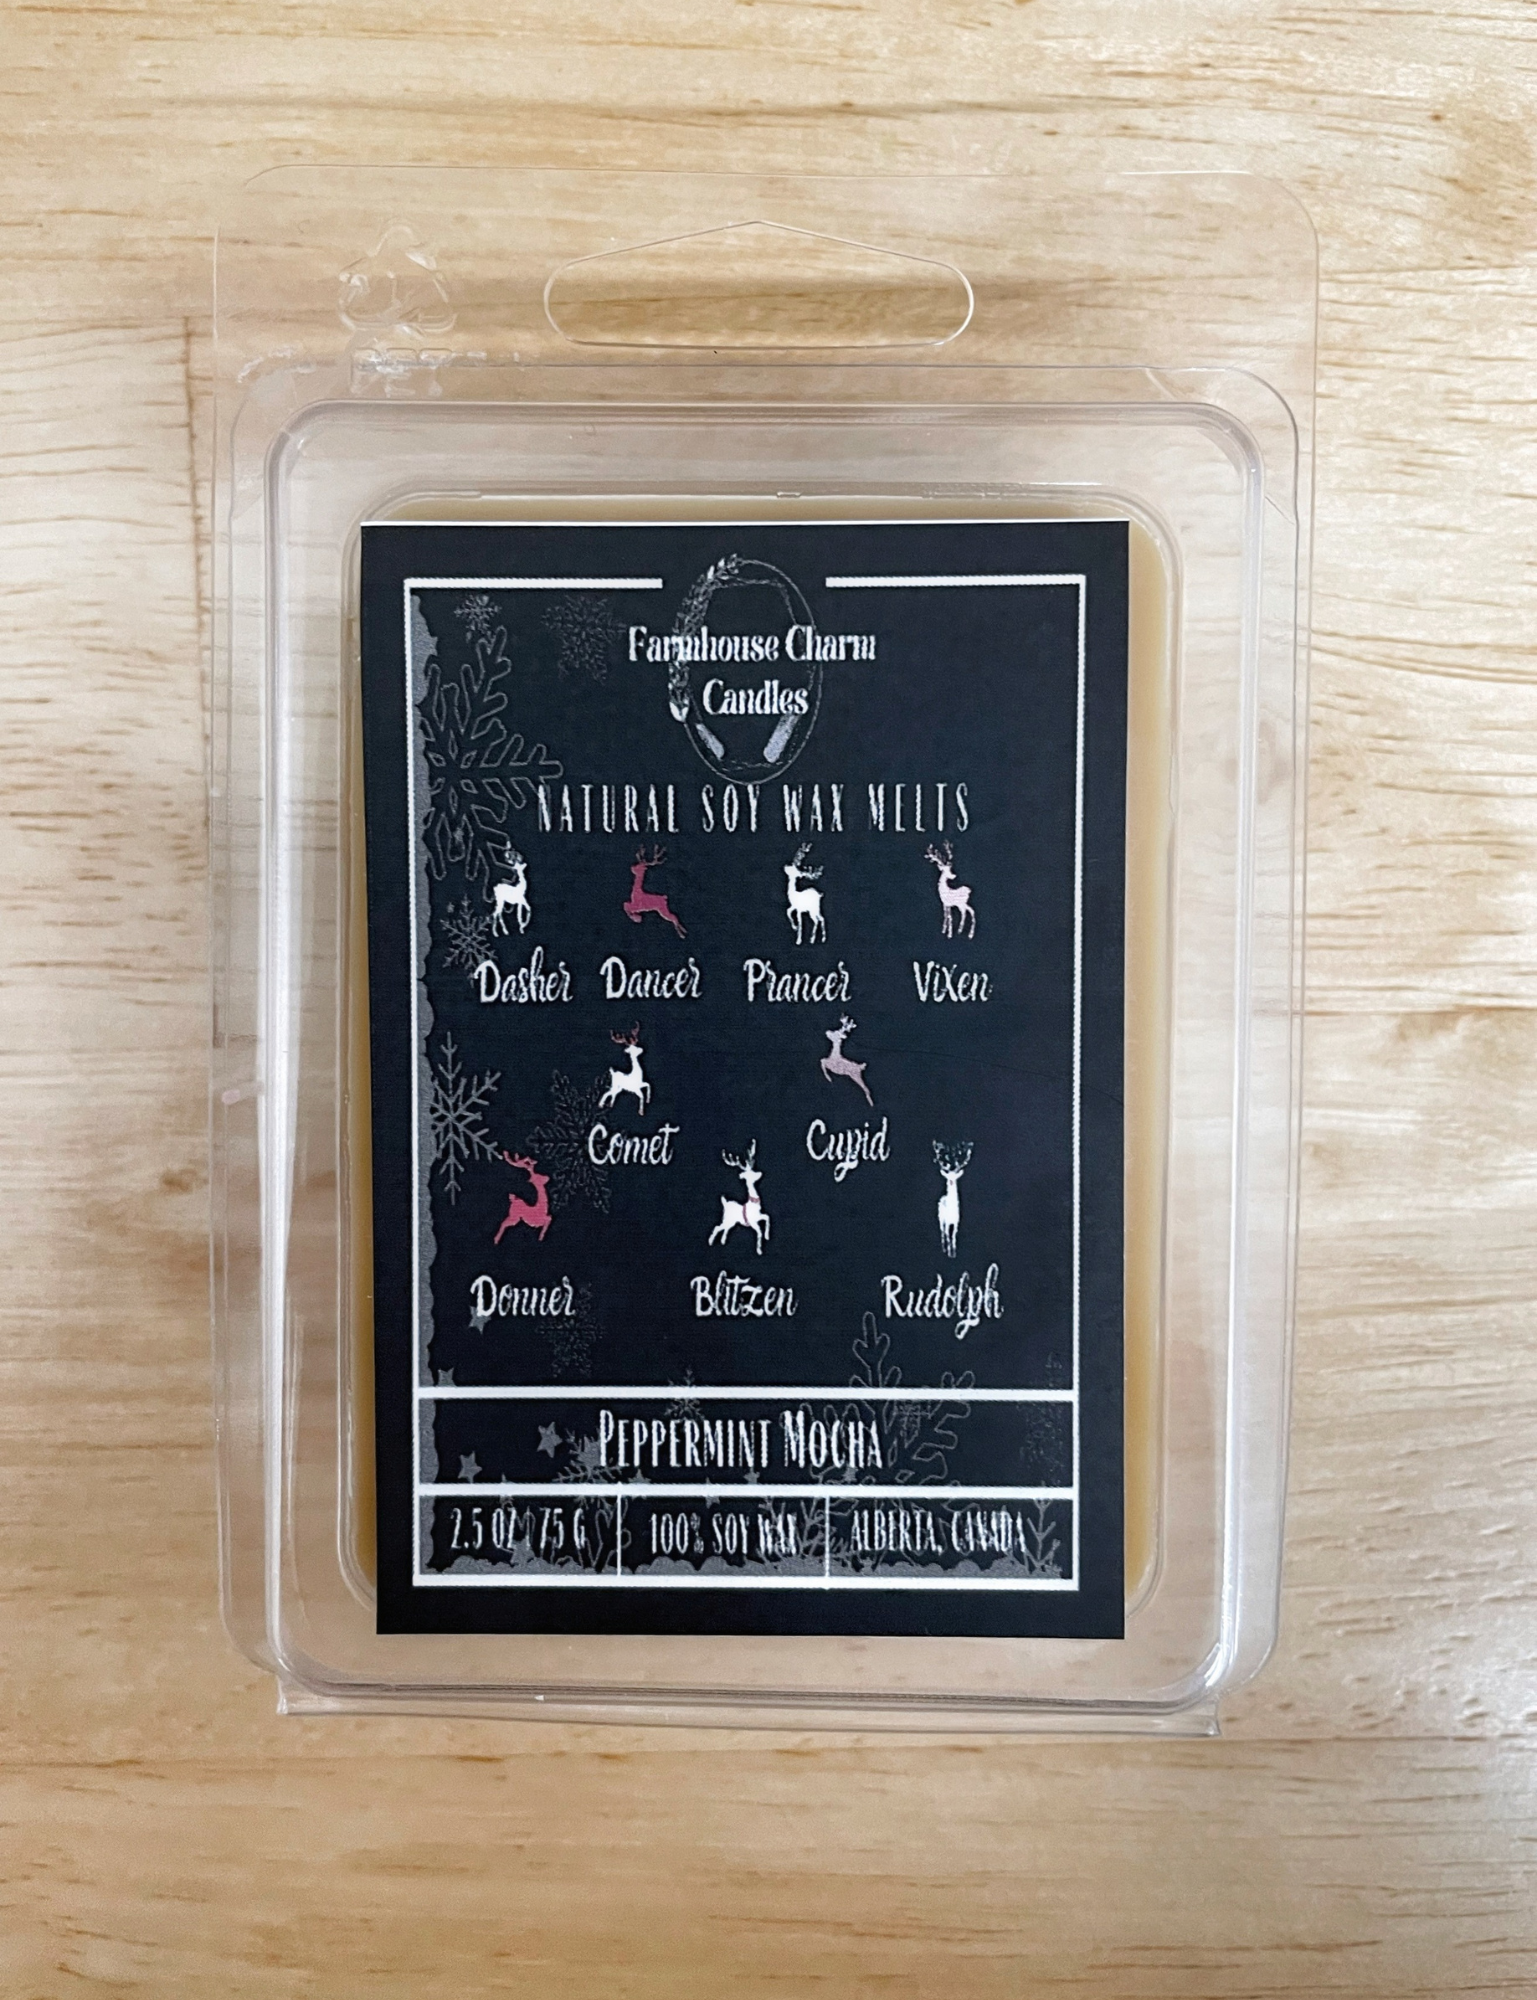 Farmhouse Charm
Candles
NATURAL SOY WAX MELTS
Dasher Dancer Prancer Vixen
Comet Cupid
Donner Blitzen Rudolph
PEPPERMINT MOCHA
2.5 OZ | 75 G 100% SOY WAX ALBERTA, CANADA